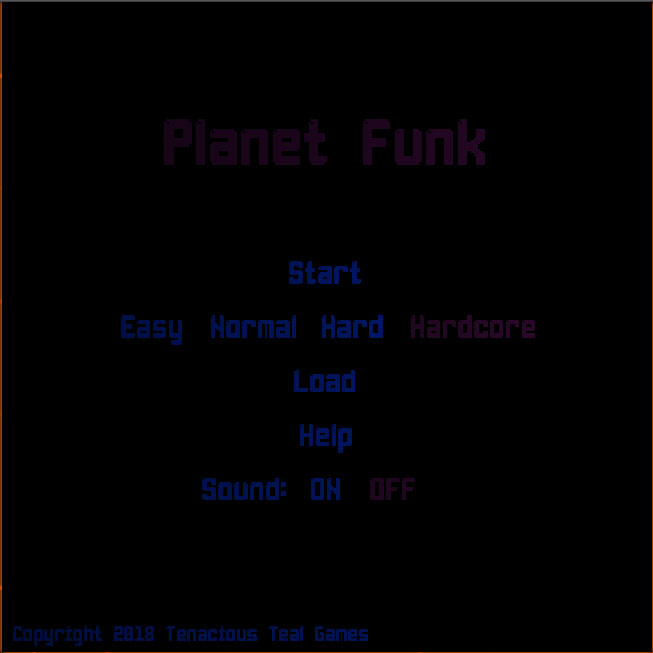 Planet Funk
Start
Easy Normal Hard Hardcore
Load
Help
Sound: ON OFF
Copyright 2018 Tenacious Teal Games